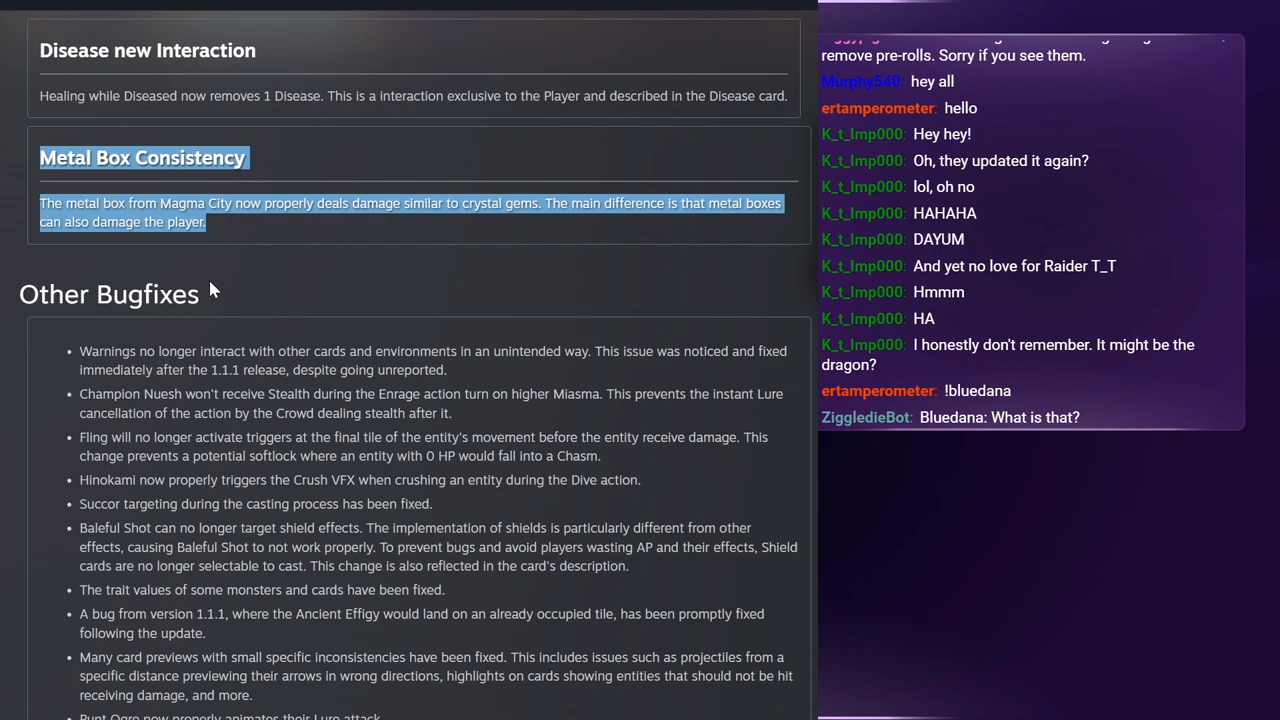 Disease new Interaction
Healing while Diseased now removes 1 Disease. This is a interaction exclusive to the Player and described in the Disease card.
Metal Box Consistency
The metal box from Magma City now properly deals damage similar to crystal gems. The main difference is that metal boxes
can also damage the player.
Other Bugfixes
• Warnings no longer interact with other cards and environments in an unintended way. This issue was noticed and fixed
immediately after the 1.1.1 release, despite going unreported.
• Champion Nuesh won't receive Stealth during the Enrage action turn on higher Miasma. This prevents the instant Lure
cancellation of the action by the Crowd dealing stealth after it.
• Fling will no longer activate triggers at the final tile of the entity's movement before the entity receive damage. This
change prevents a potential softlock where an entity with 0 HP would fall into a Chasm.
• Hinokami now properly triggers the Crush VFX when crushing an entity during the Dive action.
• Succor targeting during the casting process has been fixed.
• Baleful Shot can no longer target shield effects. The implementation of shields is particularly different from other
effects, causing Baleful Shot to not work properly. To prevent bugs and avoid players wasting AP and their effects, Shield
cards are no longer selectable to cast. This change is also reflected in the card's description.
• The trait values of some monsters and cards have been fixed.
• A bug from version 1.1.1, where the Ancient Effigy would land on an already occupied tile, has been promptly fixed
following the update.
• Many card previews with small specific inconsistencies have been fixed. This includes issues such as projectiles from a
specific distance previewing their arrows in wrong directions, highlights on cards showing entities that should not be hit
receiving damage, and more.
• Punt Ogre now properly animates their Lure attack.
remove pre-rolls. Sorry if you see them.
Murphy540: hey all
ertamperometer: hello
K_t_Imp000: Hey hey!
K_t_Imp000: Oh, they updated it again?
K_t_Imp000: lol, oh no
K_t_Imp000: HAHAHA
K_t_Imp000: DAYUM
K_t_Imp000: And yet no love for Raider T_T
K_t_Imp000: Hmmm
K_t_Imp000: HA
K_t_Imp000: I honestly don't remember. It might be the
dragon?
ertamperometer: !bluedana
ZiggledieBot: Bluedana: What is that?